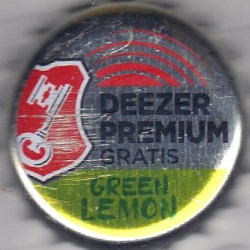 G
DEEZER
PREMIUM
GRATIS
GREEN
LEMON